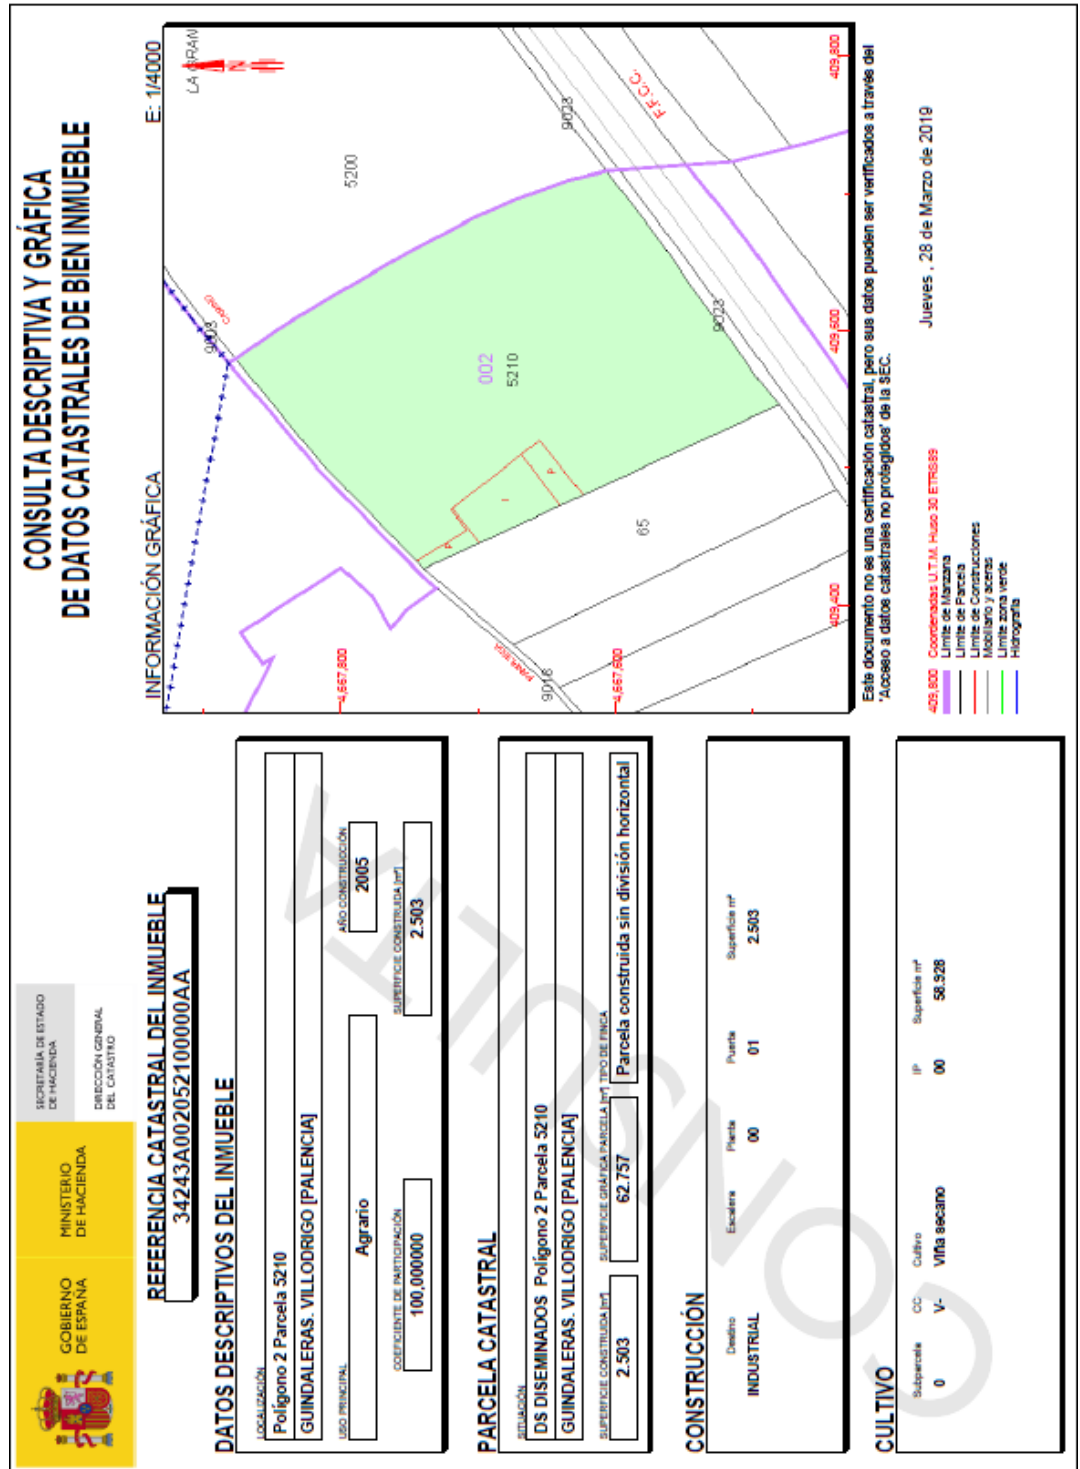 GOBIERNO
DE ESPAÑA
MINISTERIO
DE HACIENDA
SECRETARÍA DE ESTADO
DE HACIENDA
DIRECCIÓN GENERAL
DEL CATASTRO
CONSULTA DESCRIPTIVA Y GRÁFICA
DE DATOS CATASTRALES DE BIEN INMUEBLE
REFERENCIA CATASTRAL DEL INMUEBLE
34243A002052100000AA
DATOS DESCRIPTIVOS DEL INMUEBLE
LOCALIZACIÓN
Polígono 2 Parcela 5210
GUINDALERAS. VILLODRIGO [PALENCIA]
USO PRINCIPAL
Agrario
AÑO CONSTRUCCIÓN
2005
COEFICIENTE DE PARTICIPACIÓN
100,000000
SUPERFICIE CONSTRUIDA [m²]
2.503
PARCELA CATASTRAL
SITUACIÓN
DS DISEMINADOS Polígono 2 Parcela 5210
GUINDALERAS. VILLODRIGO [PALENCIA]
SUPERFICIE CONSTRUIDA [m²]
2.503
SUPERFICIE GRÁFICA PARCELA [m²]
62.757
TIPO DE FINCA
Parcela construida sin división horizontal
CONSTRUCCIÓN
Destino Escalera Planta Puerta Superficie m²
INDUSTRIAL 00 01 2.503
CULTIVO
Subparcela CC Cultivo IP Superficie m²
0 V- Viña secano 00 58.928
CONSULTA
INFORMACIÓN GRÁFICA E: 1/4000
LA GRAN
N
5200
9003
CAMINO
002
5210
I
P
P
65
9016
9023
9023
F.F.C.C.
4,667,800
4,667,600
409,400
409,600
409,800
Este documento no es una certificación catastral, pero sus datos pueden ser verificados a través del
'Acceso a datos catastrales no protegidos' de la SEC.
409,800 Coordenadas U.T.M. Huso 30 ETRS89
Límite de Manzana
Límite de Parcela
Límite de Construcciones
Mobiliario y aceras
Límite zona verde
Hidrografía
Jueves , 28 de Marzo de 2019